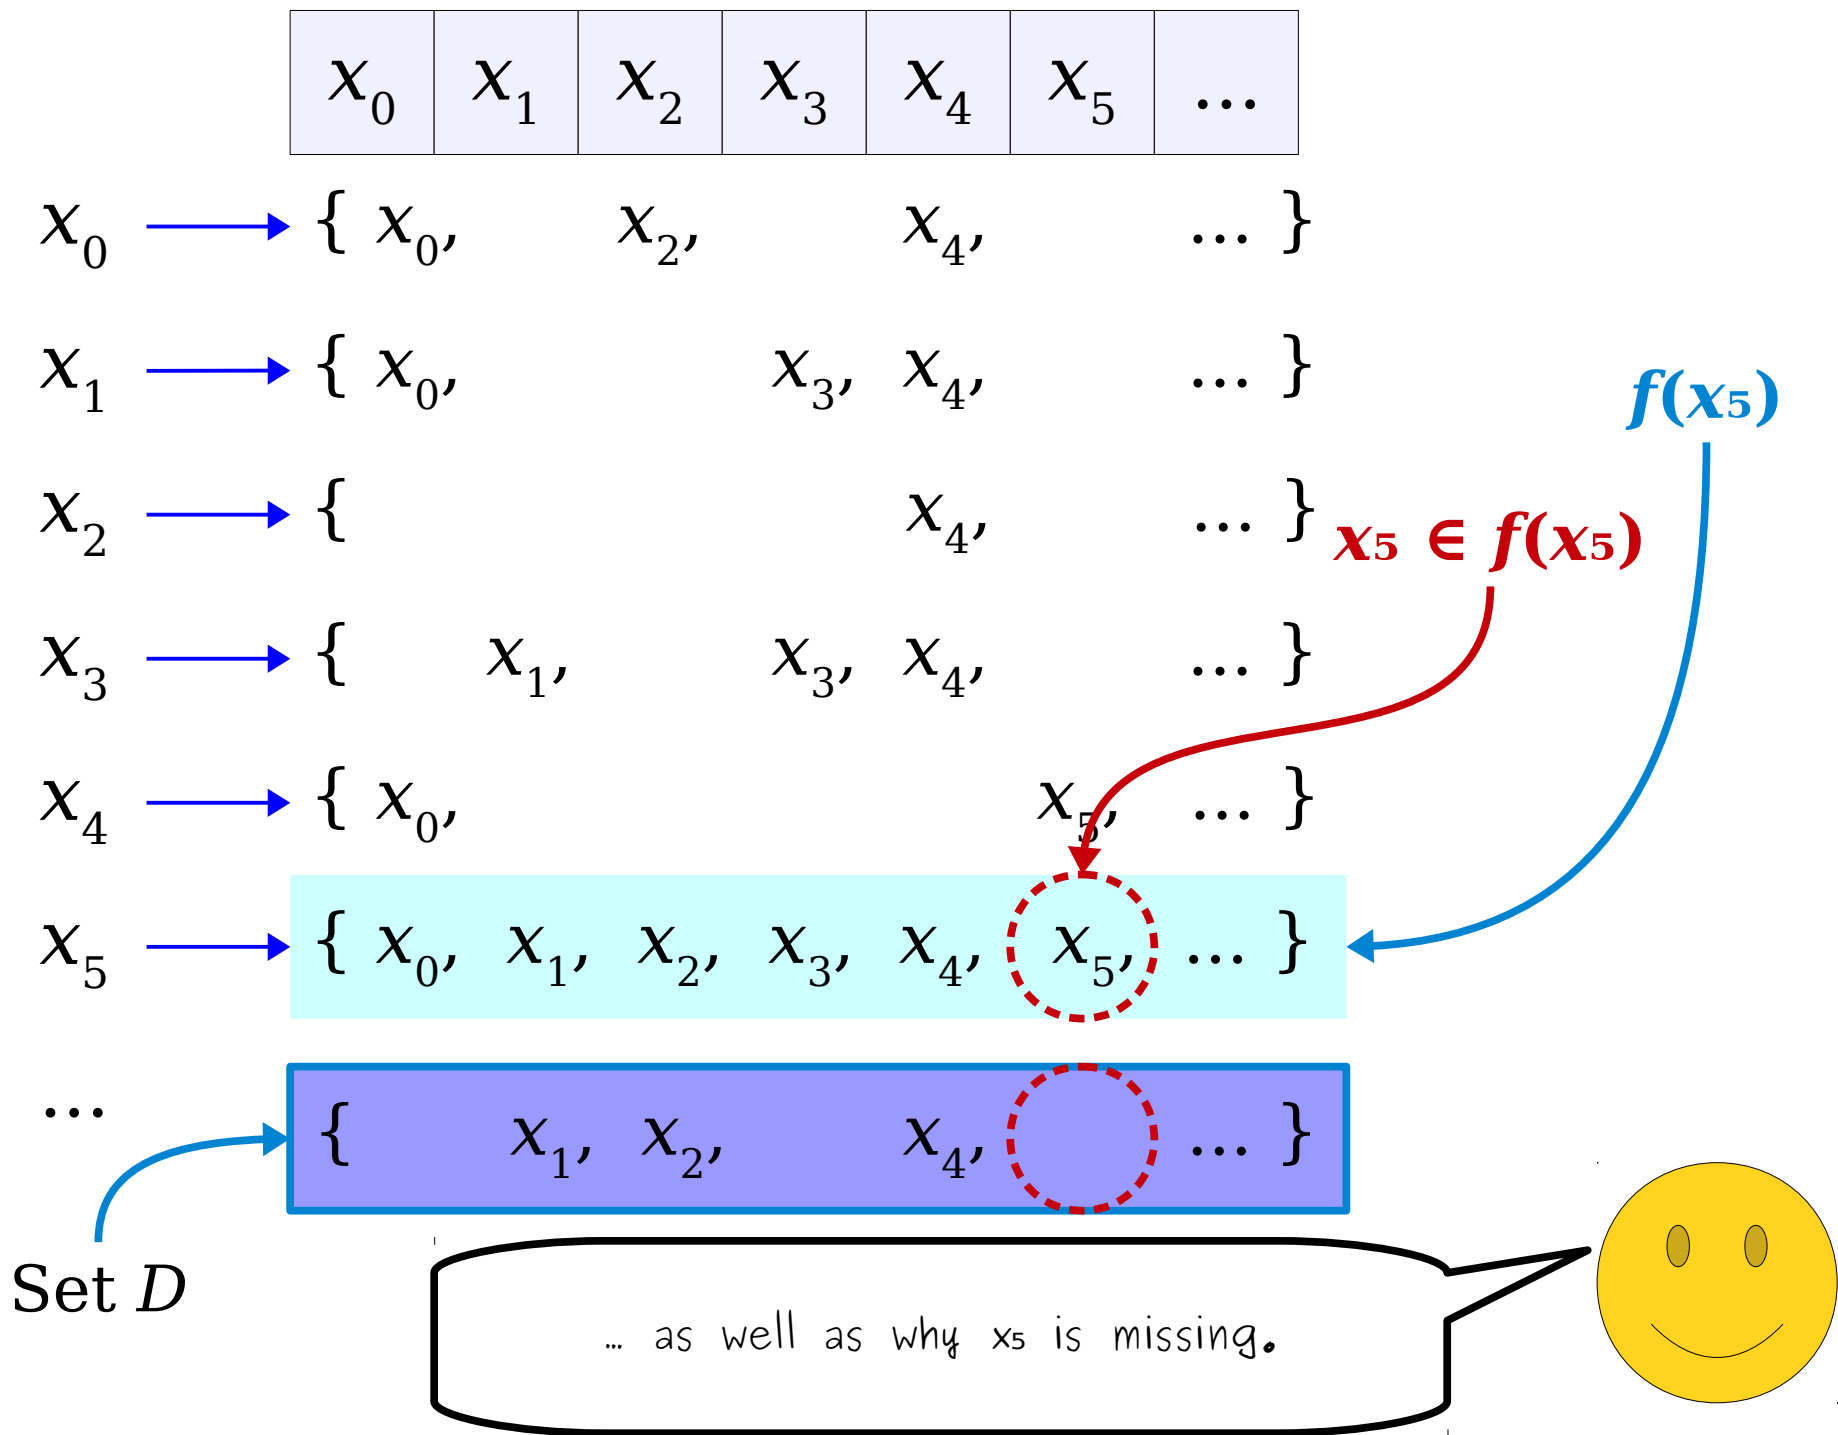 x₀ x₁ x₂ x₃ x₄ x₅ ...
x₀ { x₀, x₂, x₄, ... }
x₁ { x₀, x₃, x₄, ... }
f(x₅)
x₂ { x₄, ... }
x₅ ∈ f(x₅)
x₃ { x₁, x₃, x₄, ... }
x₄ { x₀, x₅, ... }
x₅ { x₀, x₁, x₂, x₃, x₄, x₅, ... }
...
{ x₁, x₂, x₄, ... }
Set D
... as well as why x₅ is missing.